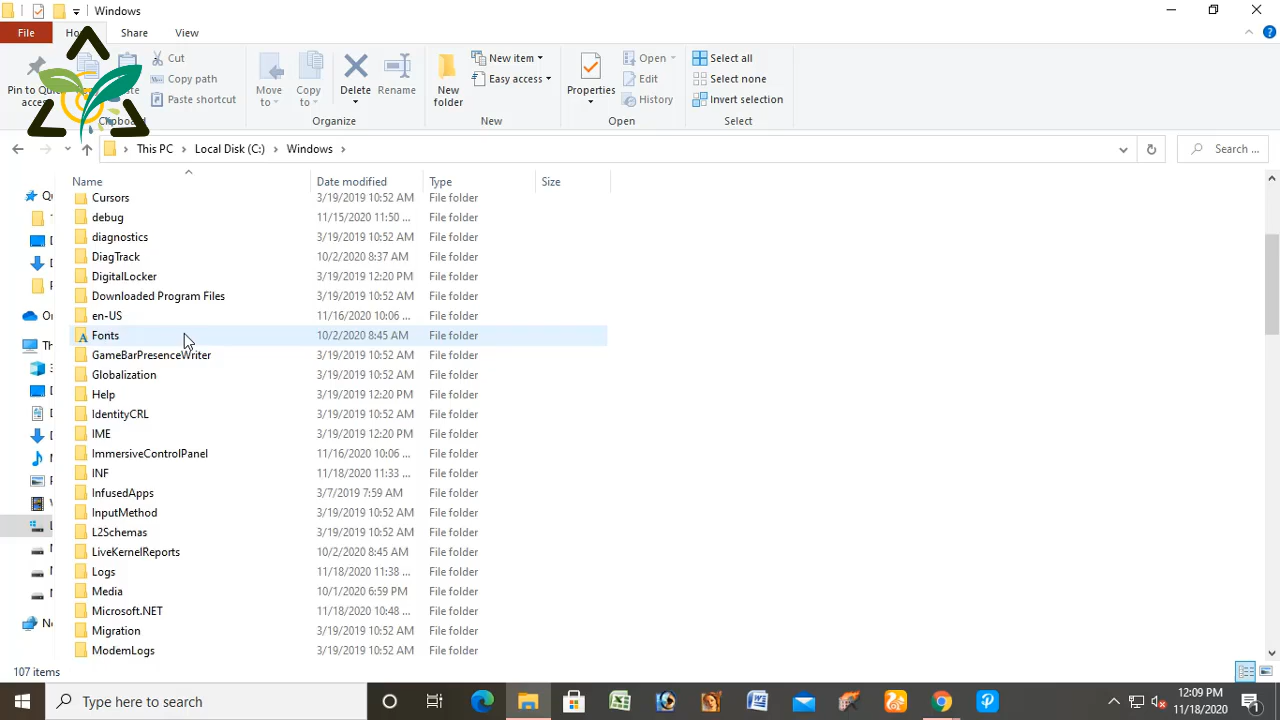 Windows
File Share View
Cut
Copy path
Paste shortcut
Pin to Quick
access
Clipboard
Move
to
Copy
to
Delete
Rename
Organize
New
folder
New item
Easy access
New
Properties
Open
Edit
History
Open
Select all
Select none
Invert selection
Select
This PC Local Disk (C:) Windows
Search ...
Name Date modified Type Size
Cursors 3/19/2019 10:52 AM File folder
debug 11/15/2020 11:50 ... File folder
diagnostics 3/19/2019 10:52 AM File folder
DiagTrack 10/2/2020 8:37 AM File folder
DigitalLocker 3/19/2019 12:20 PM File folder
Downloaded Program Files 3/19/2019 10:52 AM File folder
en-US 11/16/2020 10:06 ... File folder
Fonts 10/2/2020 8:45 AM File folder
GameBarPresenceWriter 3/19/2019 10:52 AM File folder
Globalization 3/19/2019 10:52 AM File folder
Help 3/19/2019 12:20 PM File folder
IdentityCRL 3/19/2019 10:52 AM File folder
IME 3/19/2019 12:20 PM File folder
ImmersiveControlPanel 11/16/2020 10:06 ... File folder
INF 11/18/2020 11:33 ... File folder
InfusedApps 3/7/2019 7:59 AM File folder
InputMethod 3/19/2019 10:52 AM File folder
L2Schemas 3/19/2019 10:52 AM File folder
LiveKernelReports 10/2/2020 8:45 AM File folder
Logs 11/18/2020 11:38 ... File folder
Media 10/1/2020 6:59 PM File folder
Microsoft.NET 11/18/2020 10:48 ... File folder
Migration 3/19/2019 10:52 AM File folder
ModemLogs 3/19/2019 10:52 AM File folder
107 items
Type here to search
12:09 PM
11/18/2020
1